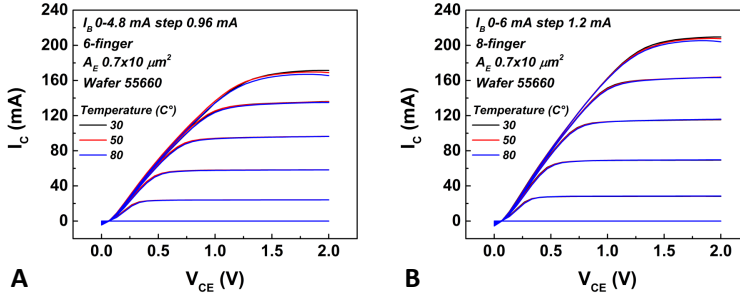 I_B 0-4.8 mA step 0.96 mA
6-finger
A_E 0.7x10 μm²
Wafer 55660
Temperature (C°)
30
50
80
240
200
160
120
80
40
0
I_C (mA)
0.0 0.5 1.0 1.5 2.0
V_CE (V)
A
I_B 0-6 mA step 1.2 mA
8-finger
A_E 0.7x10 μm²
Wafer 55660
Temperature (C°)
30
50
80
240
200
160
120
80
40
0
I_C (mA)
0.0 0.5 1.0 1.5 2.0
V_CE (V)
B